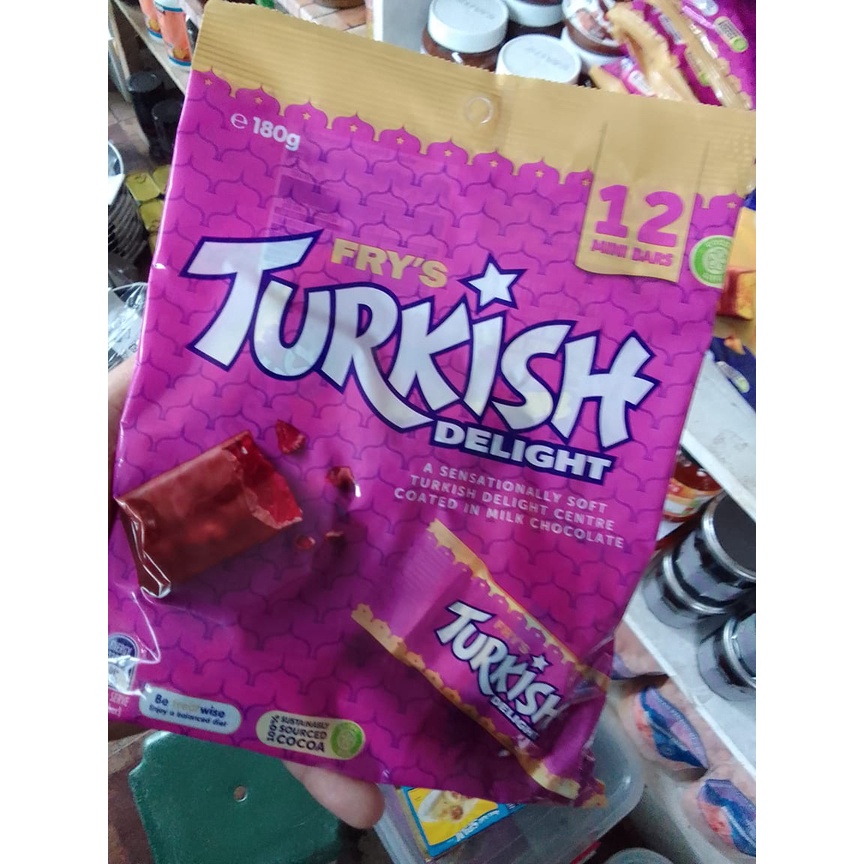 e 180g
12
MINI BARS
FRY'S
TURKISH
DELIGHT
A SENSATIONALLY SOFT
TURKISH DELIGHT CENTRE
COATED IN MILK CHOCOLATE
FRY'S
TURKISH
DELIGHT
Be treatwise
Enjoy a balanced diet
100% SUSTAINABLY
SOURCED
COCOA